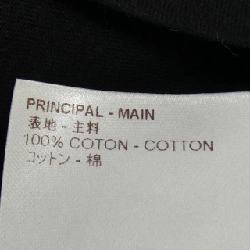 PRINCIPAL - MAIN
表地 - 主料
100% COTON - COTTON
コットン - 棉